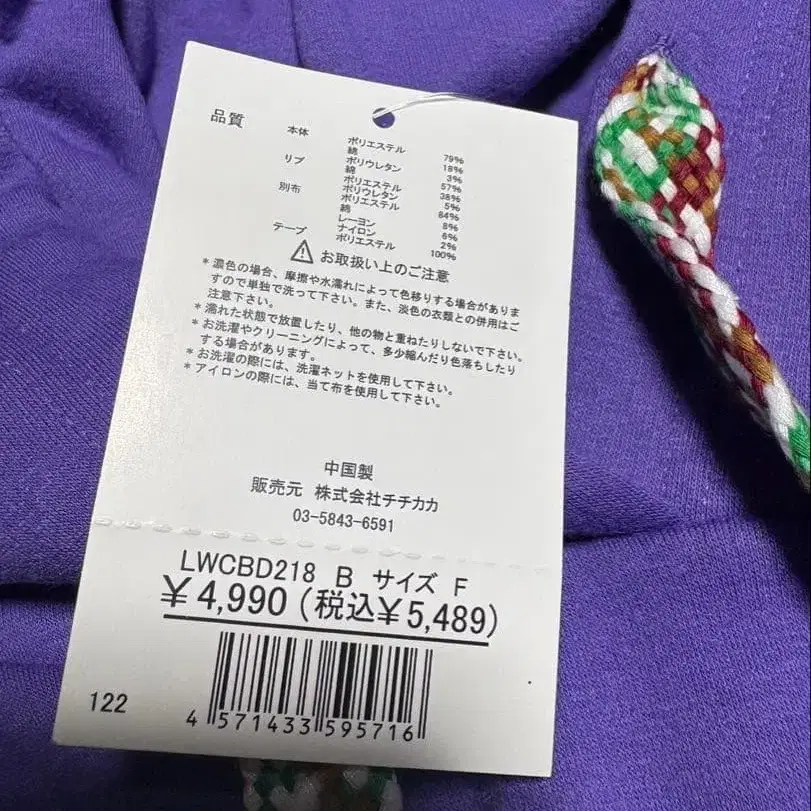 品質
本体 ポリエステル 79%
綿 18%
ポリウレタン 3%
リブ 綿 57%
ポリエステル 38%
ポリウレタン 5%
別布 ポリエステル 84%
綿 8%
レーヨン 6%
ナイロン 2%
テープ ポリエステル 100%
お取扱い上のご注意
*濃色の場合、摩擦や水濡れによって色移りする場合がありま
すので単独で洗って下さい。また、淡色の衣類との併用はご
注意下さい。
*濡れた状態で放置したり、他の物と重ねたりしないで下さい。
*お洗濯やクリーニングによって、多少縮んだり色落ちしたり
する場合があります。
*お洗濯の際には、洗濯ネットを使用して下さい。
*アイロンの際には、当て布を使用して下さい。
中国製
販売元 株式会社チチカカ
03-5843-6591
LWCBD218 B サイズ F
¥4,990(税込¥5,489)
122
4 571433 595716